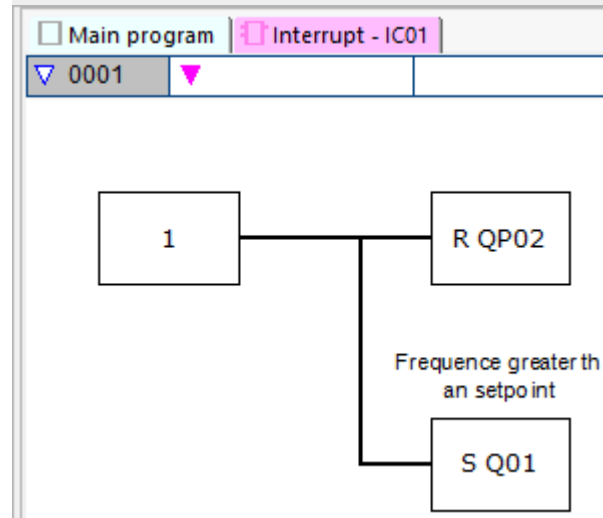 Main program
Interrupt - IC01
0001
1
R QP02
Frequence greater th
an setpoint
S Q01